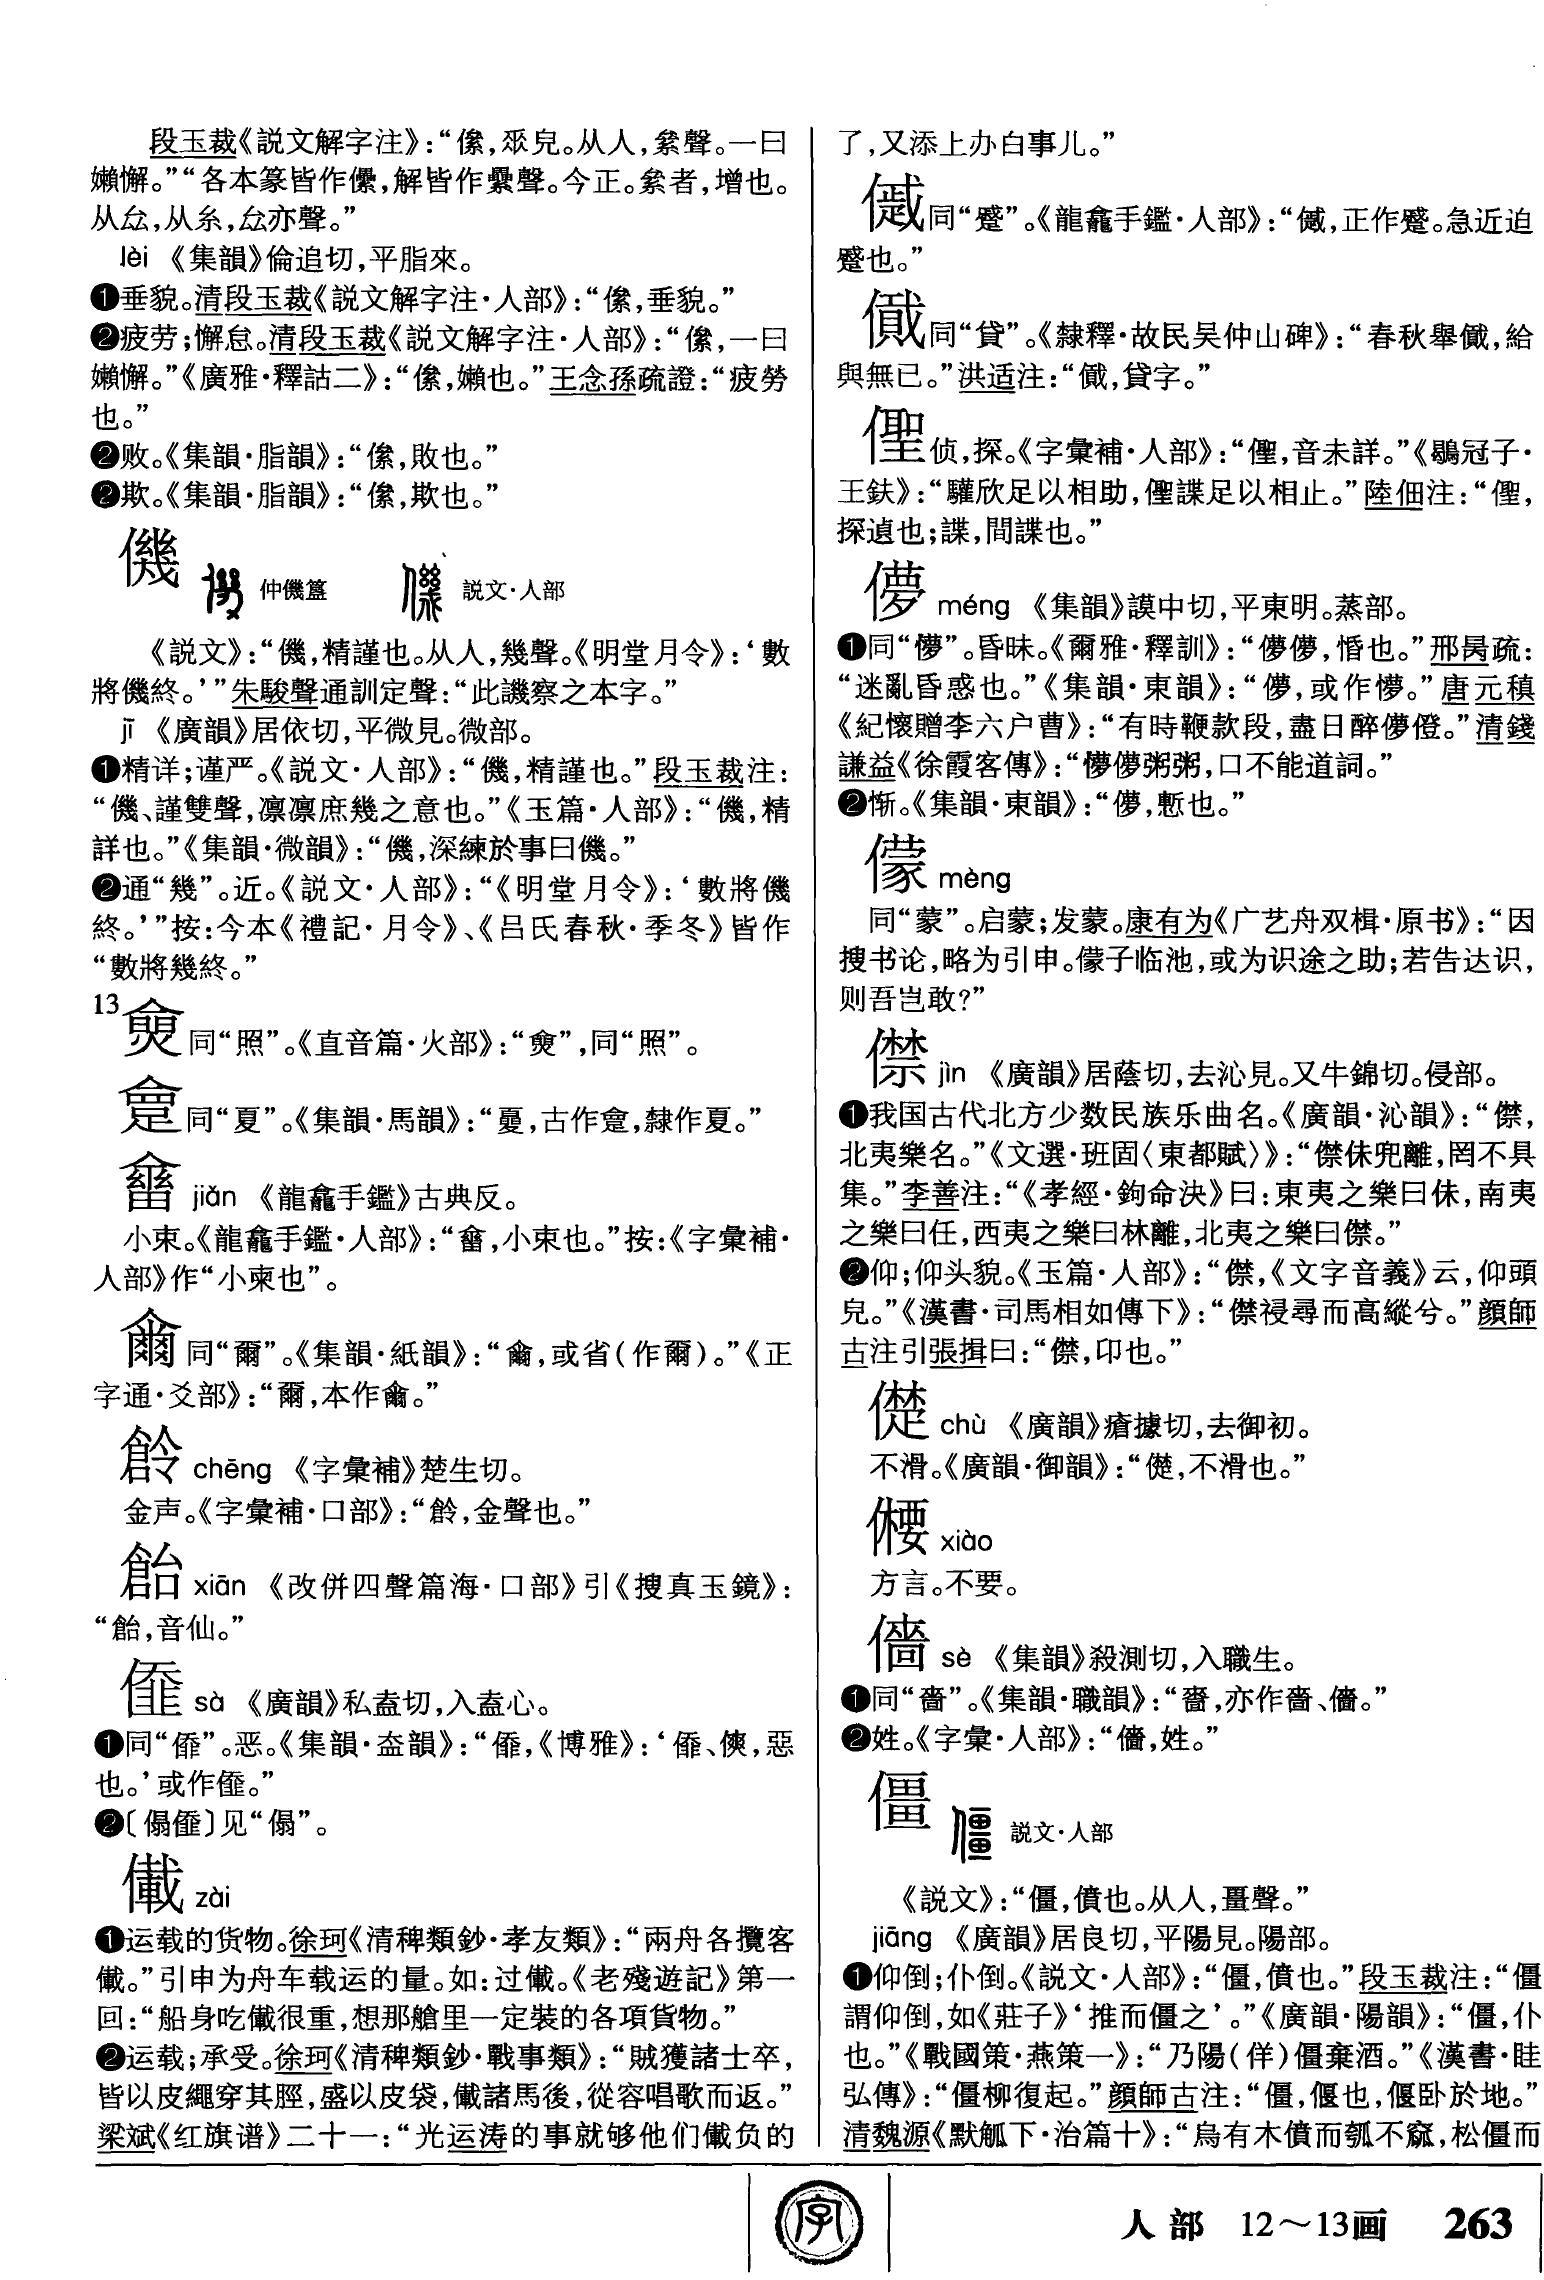 段玉裁《説文解字注》：“傫，㕒皃。从人，絫聲。一曰
嬾懈。”“各本篆皆作儽，解皆作纍聲。今正。絫者，增也。
从厽，从糸，厽亦聲。”
lèi 《集韻》倫追切，平脂來。
❶垂貌。清段玉裁《説文解字注·人部》：“傫，垂貌。”
❷疲劳；懈怠。清段玉裁《説文解字注·人部》：“傫，一曰
嬾懈。”《廣雅·釋詁二》：“傫，嬾也。”王念孫疏證：“疲勞
也。”
❷败。《集韻·脂韻》：“傫，敗也。”
❷欺。《集韻·脂韻》：“傫，欺也。”
僟 仲僟簋 説文·人部
《説文》：“僟，精謹也。从人，幾聲。《明堂月令》：‘數
將僟終。’”朱駿聲通訓定聲：“此譏察之本字。”
jī 《廣韻》居依切，平微見。微部。
❶精详；谨严。《説文·人部》：“僟，精謹也。”段玉裁注：
“僟、謹雙聲，凛凛庶幾之意也。”《玉篇·人部》：“僟，精
詳也。”《集韻·微韻》：“僟，深練於事曰僟。”
❷通“幾”。近。《説文·人部》：“《明堂月令》：‘數將僟
終。’”按：今本《禮記·月令》、《吕氏春秋·季冬》皆作
“數將幾終。”
13
同“照”。《直音篇·火部》：“”，同“照”。
同“夏”。《集韻·馬韻》：“，古作，隸作夏。”
jiǎn 《龍龕手鑑》古典反。
小束。《龍龕手鑑·人部》：“，小束也。”按：《字彙補·
人部》作“小柬也”。
同“爾”。《集韻·紙韻》：“，或省（作爾）。”《正
字通·爻部》：“爾，本作。”
chēng 《字彙補》楚生切。
金声。《字彙補·口部》：“，金聲也。”
xiān 《改併四聲篇海·口部》引《搜真玉鏡》：
“，音仙。”
sà 《廣韻》私盍切，入盍心。
❶同“”。恶。《集韻·盍韻》：“，《博雅》：‘、傸，惡
也。’或作。”
❷〔傝〕见“傝”。
儎 zài
❶运载的货物。徐珂《清稗類鈔·孝友類》：“兩舟各攬客
儎。”引申为舟车载运的量。如：过儎。《老殘遊記》第一
回：“船身吃儎很重，想那艙里一定裝的各項貨物。”
❷运载；承受。徐珂《清稗類鈔·戰事類》：“賊獲諸士卒，
皆以皮繩穿其脛，盛以皮袋，儎諸馬後，從容唱歌而返。”
梁斌《红旗谱》二十一：“光运涛的事就够他们儎负的
了，又添上办白事儿。”
同“蹙”。《龍龕手鑑·人部》：“，正作蹙。急近迫
蹙也。”
同“貸”。《隸釋·故民吴仲山碑》：“春秋舉，給
與無已。”洪适注：“，貸字。”
侦，探。《字彙補·人部》：“，音未詳。”《鶡冠子·
王鈇》：“驩欣足以相助，諜足以相止。”陸佃注：“，
探遉也；諜，間諜也。”
儚 méng 《集韻》謨中切，平東明。蒸部。
❶同“懜”。昏昧。《爾雅·釋訓》：“儚儚，惛也。”邢昺疏：
“迷亂昏惑也。”《集韻·東韻》：“儚，或作懜。”唐元稹
《紀懷贈李六户曹》：“有時鞭款段，盡日醉儚僜。”清錢
謙益《徐霞客傳》：“儚儚粥粥，口不能道詞。”
❷惭。《集韻·東韻》：“儚，慙也。”
儯 mèng
同“蒙”。启蒙；发蒙。康有为《广艺舟双楫·原书》：“因
搜书论，略为引申。儚子临池，或为识途之助；若告达识，
则吾岂敢？”
僸 jìn 《廣韻》居蔭切，去沁見。又牛錦切。侵部。
❶我国古代北方少数民族乐曲名。《廣韻·沁韻》：“僸，
北夷樂名。”《文選·班固〈東都賦〉》：“僸佅兜離，罔不具
集。”李善注：“《孝經·鉤命決》曰：東夷之樂曰佅，南夷
之樂曰任，西夷之樂曰林離，北夷之樂曰僸。”
❷仰；仰头貌。《玉篇·人部》：“僸，《文字音義》云，仰頭
皃。”《漢書·司馬相如傳下》：“僸祲尋而高縱兮。”顔師
古注引張揖曰：“僸，卬也。”
儊 chù 《廣韻》瘡據切，去御初。
不滑。《廣韻·御韻》：“儊，不滑也。”
xiào
方言。不要。
儮 sè 《集韻》殺測切，入職生。
❶同“嗇”。《集韻·職韻》：“嗇，亦作嗇、。”
❷姓。《字彙·人部》：“，姓。”
僵 説文·人部
《説文》：“僵，僨也。从人，畺聲。”
jiāng 《廣韻》居良切，平陽見。陽部。
❶仰倒；仆倒。《説文·人部》：“僵，僨也。”段玉裁注：“僵
謂仰倒，如《莊子》‘推而僵之’。”《廣韻·陽韻》：“僵，仆
也。”《戰國策·燕策一》：“乃陽（佯）僵棄酒。”《漢書·眭
弘傳》：“僵柳復起。”顔師古注：“僵，偃也，偃卧於地。”
清魏源《默觚下·治篇十》：“烏有木僨而瓠不窳，松僵而
字
人部 12～13画 263